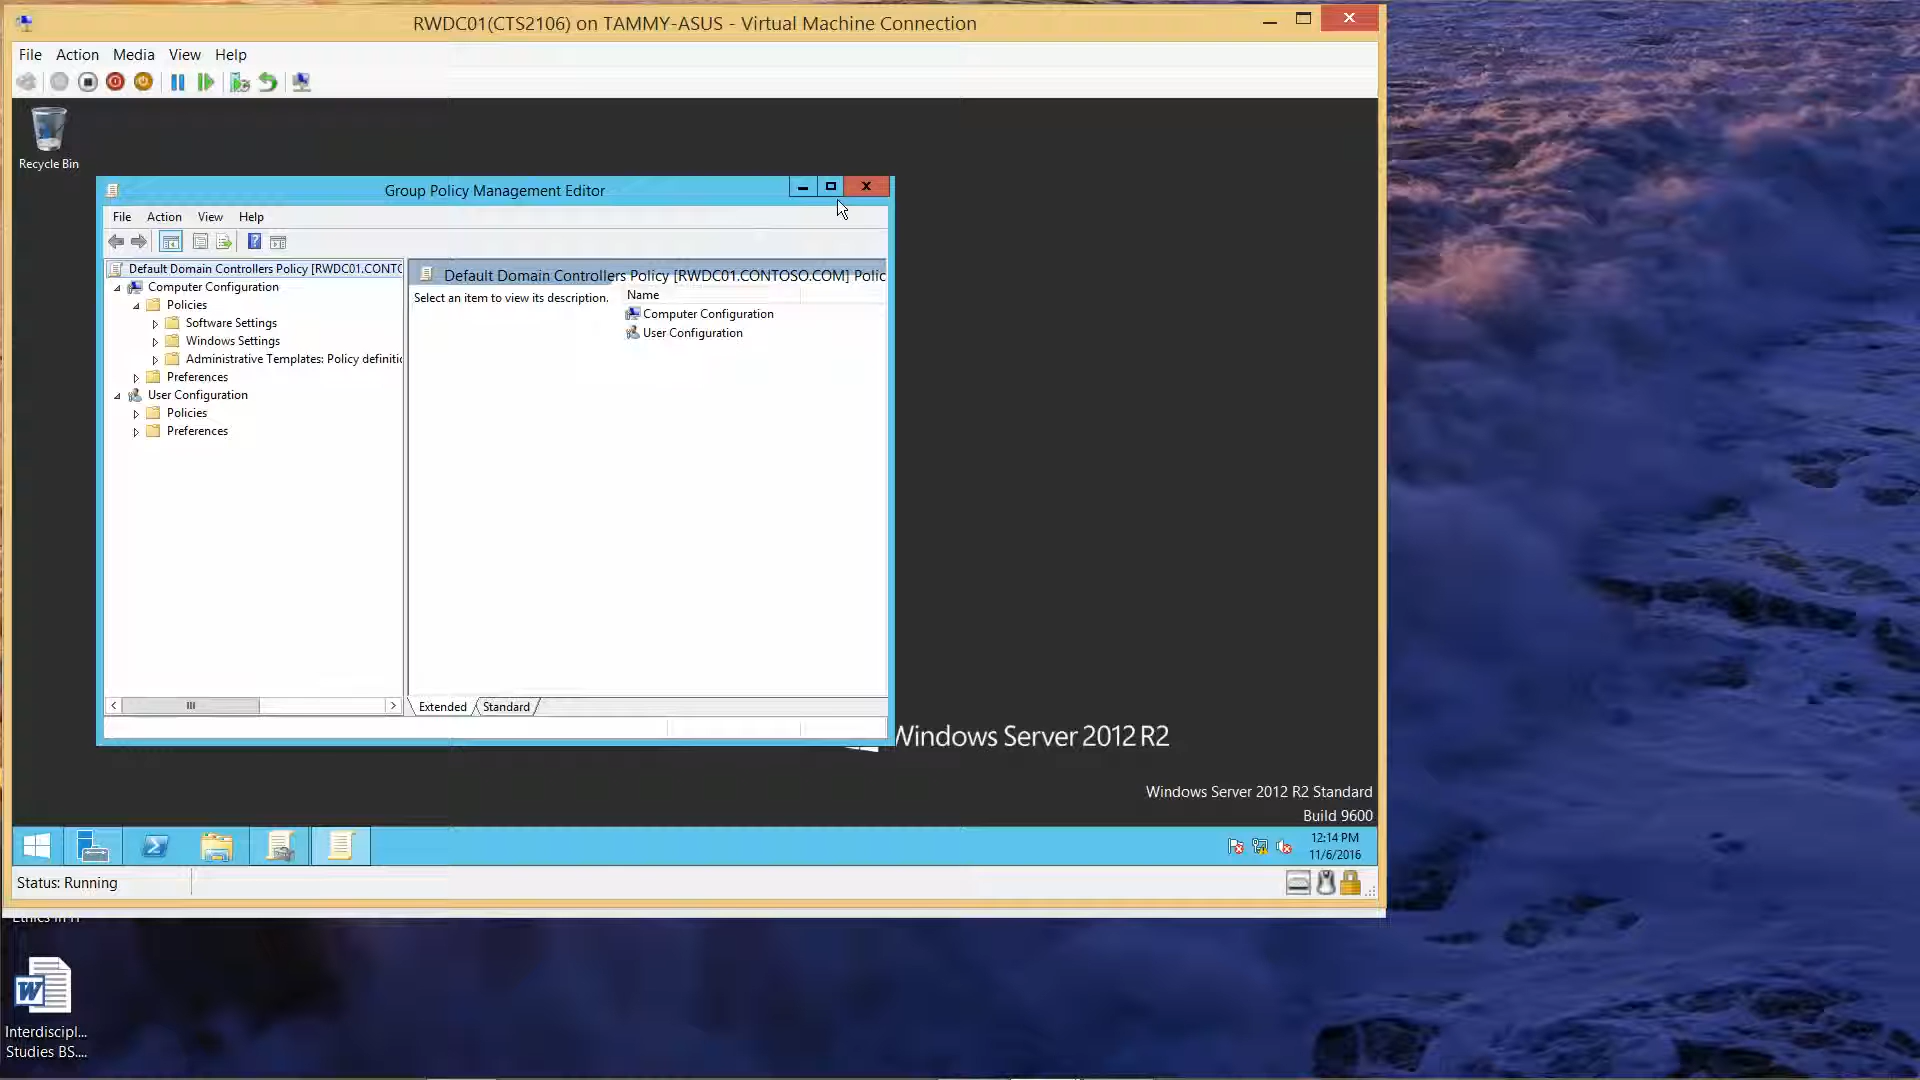 RWDC01(CTS2106) on TAMMY-ASUS - Virtual Machine Connection
File Action Media View Help
Recycle Bin
Group Policy Management Editor
File Action View Help
Default Domain Controllers Policy [RWDC01.CONTC
Computer Configuration
Policies
Software Settings
Windows Settings
Administrative Templates: Policy definitic
Preferences
User Configuration
Policies
Preferences
Default Domain Controllers Policy [RWDC01.CONTOSO.COM] Polic
Select an item to view its description.
Name
Computer Configuration
User Configuration
Extended Standard
Windows Server 2012 R2
Windows Server 2012 R2 Standard
Build 9600
12:14 PM
11/6/2016
Status: Running
Interdiscipl...
Studies BS....